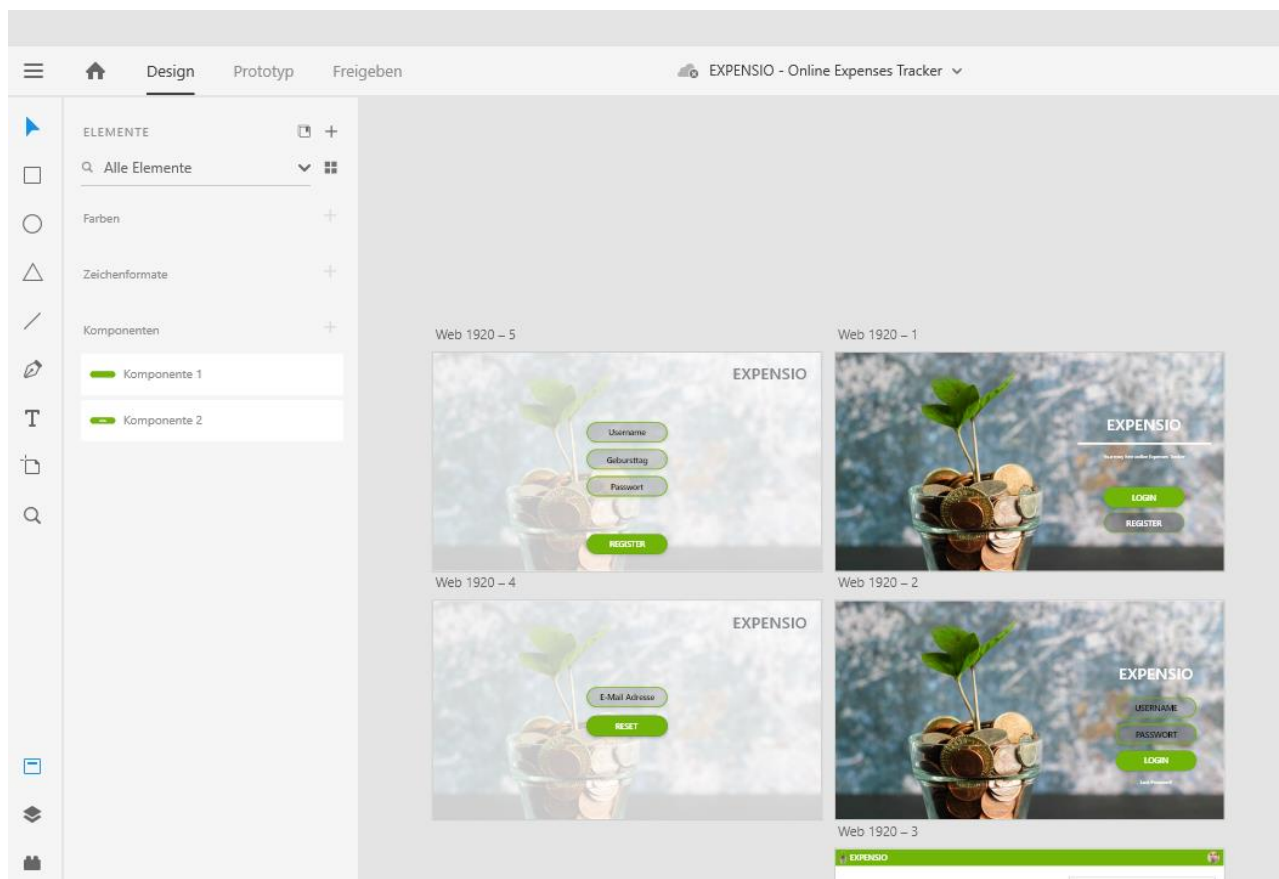 Design Prototyp Freigeben EXPENSIO - Online Expenses Tracker
ELEMENTE
Alle Elemente
Farben
Zeichenformate
Komponenten
Komponente 1
Komponente 2
T
Web 1920 – 5
EXPENSIO
Username
Geburtstag
Passwort
REGISTER
Web 1920 – 1
EXPENSIO
LOGIN
REGISTER
Web 1920 – 4
EXPENSIO
E-Mail Adresse
RESET
Web 1920 – 2
EXPENSIO
USERNAME
PASSWORT
LOGIN
Web 1920 – 3
EXPENSIO